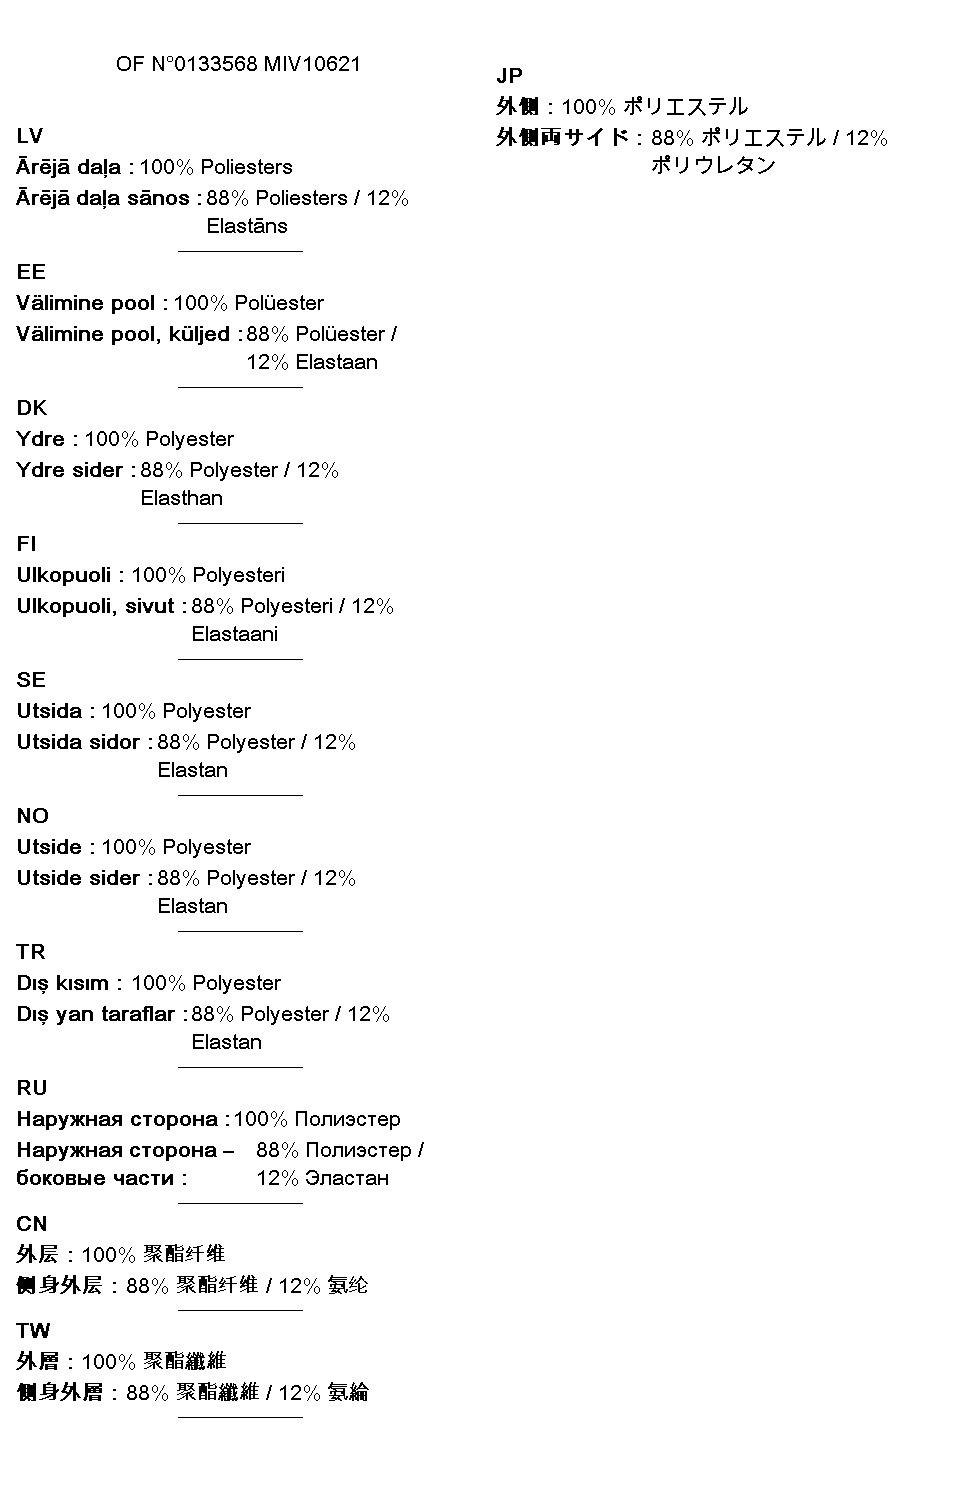 OF N°0133568 MIV10621
LV
Ārējā daļa : 100% Poliesters
Ārējā daļa sānos : 88% Poliesters / 12%
Elastāns
EE
Välimine pool : 100% Polüester
Välimine pool, küljed : 88% Polüester /
12% Elastaan
DK
Ydre : 100% Polyester
Ydre sider : 88% Polyester / 12%
Elasthan
FI
Ulkopuoli : 100% Polyesteri
Ulkopuoli, sivut : 88% Polyesteri / 12%
Elastaani
SE
Utsida : 100% Polyester
Utsida sidor : 88% Polyester / 12%
Elastan
NO
Utside : 100% Polyester
Utside sider : 88% Polyester / 12%
Elastan
TR
Dış kısım : 100% Polyester
Dış yan taraflar : 88% Polyester / 12%
Elastan
RU
Наружная сторона : 100% Полиэстер
Наружная сторона – 88% Полиэстер /
боковые части : 12% Эластан
CN
外层 : 100% 聚酯纤维
侧身外层 : 88% 聚酯纤维 / 12% 氨纶
TW
外層 : 100% 聚酯纖維
側身外層 : 88% 聚酯纖維 / 12% 氨綸
JP
外側 : 100% ポリエステル
外側両サイド : 88% ポリエステル / 12%
ポリウレタン